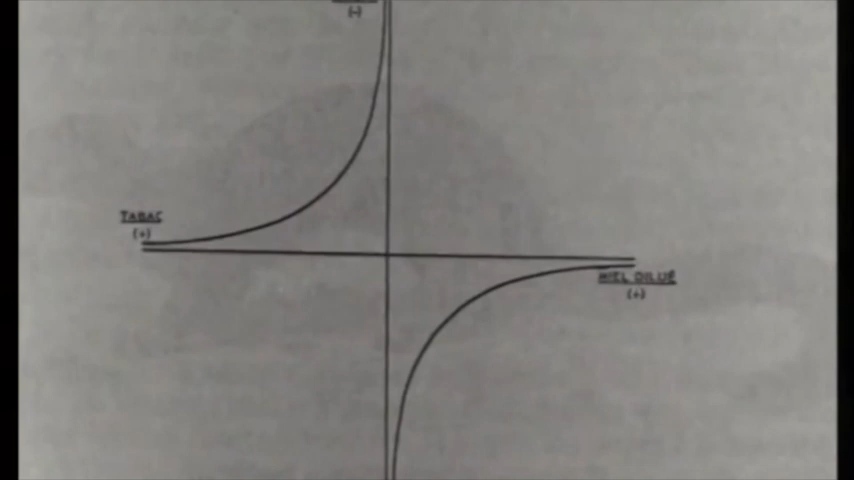 (-)
TABAC
(+)
MIEL DILUÉ
(+)